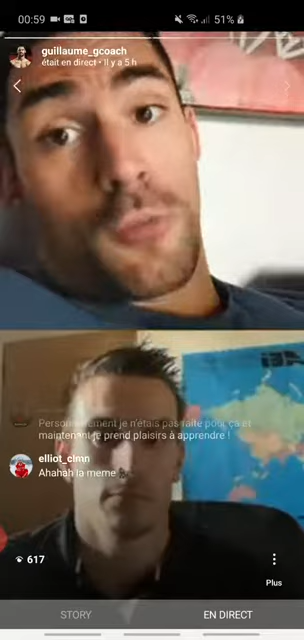 00:59 51%
guillaume_gcoach
était en direct • Il y a 5 h
Personnellement je n'étais pas faite pour ça et
maintenant je prend plaisirs à apprendre !
elliot_clmn
Ahahah la meme
617
Plus
STORY EN DIRECT